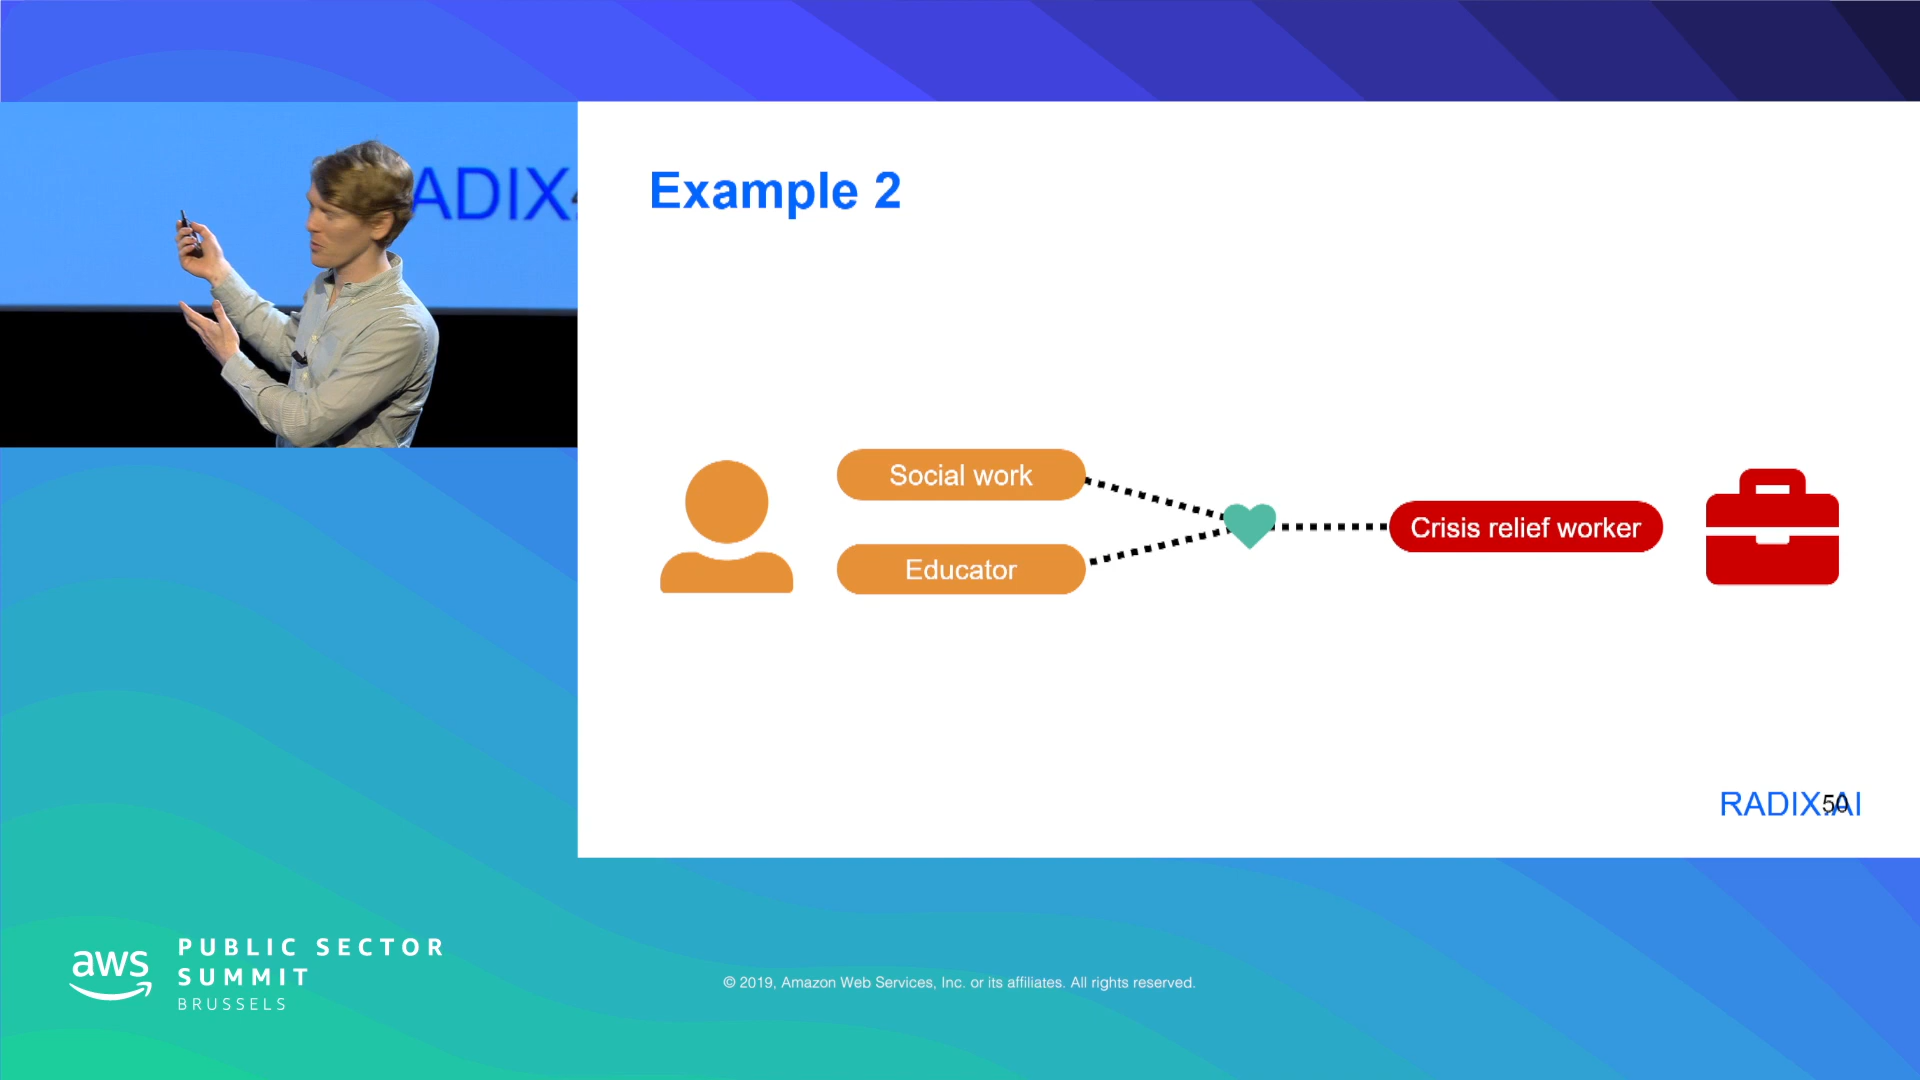 ADIX
Example 2
Social work
Educator
Crisis relief worker
RADIX.AI
50
aws
PUBLIC SECTOR
SUMMIT
BRUSSELS
© 2019, Amazon Web Services, Inc. or its affiliates. All rights reserved.